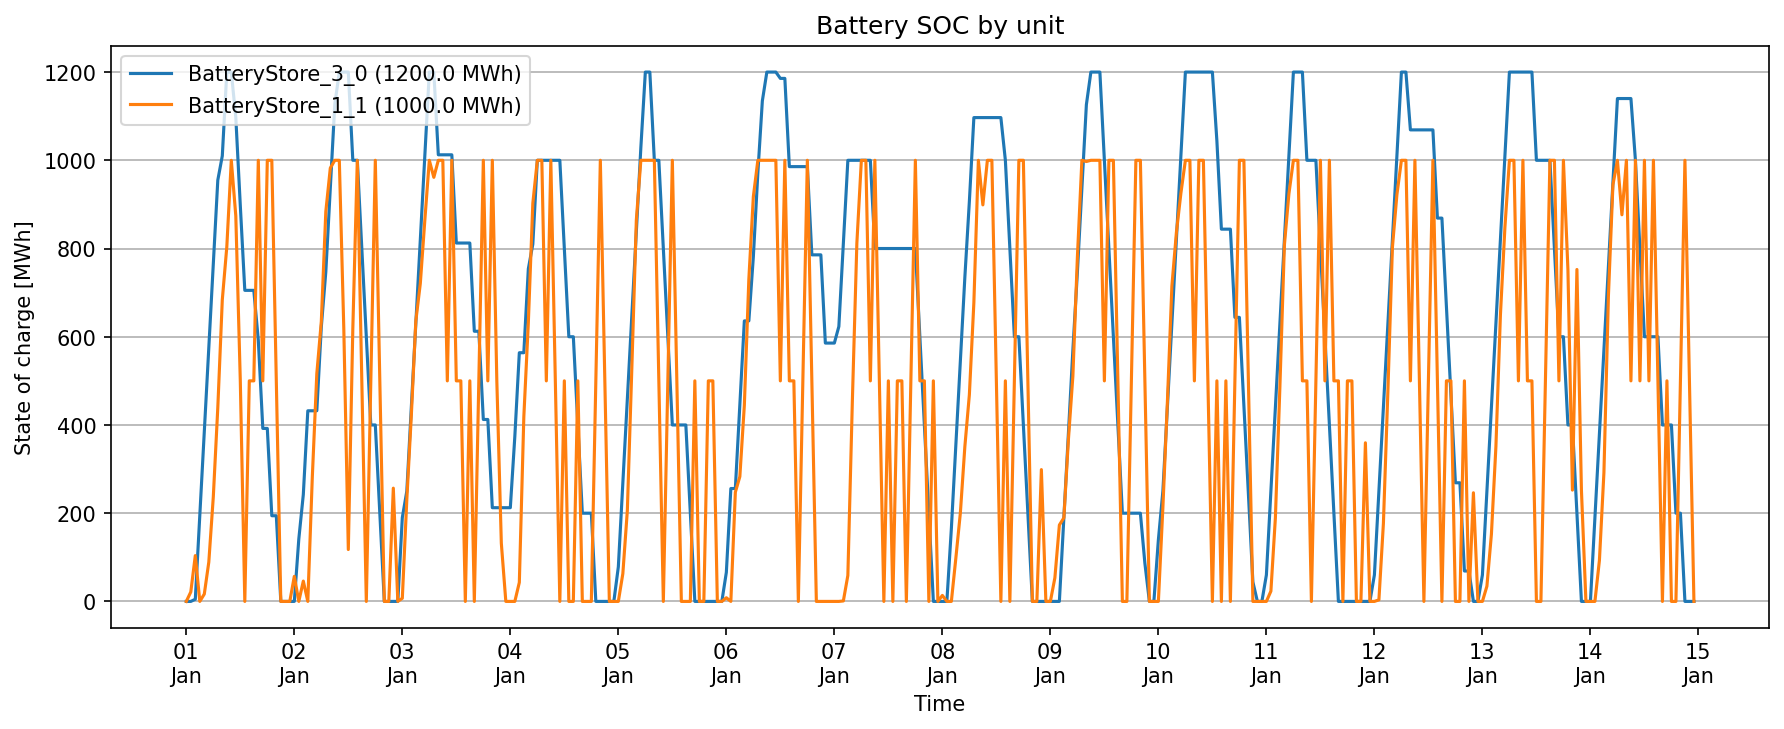 Battery SOC by unit
BatteryStore_3_0 (1200.0 MWh)
BatteryStore_1_1 (1000.0 MWh)
State of charge [MWh]
1200
1000
800
600
400
200
0
01 02 03 04 05 06 07 08 09 10 11 12 13 14 15
Jan Jan Jan Jan Jan Jan Jan Jan Jan Jan Jan Jan Jan Jan Jan
Time